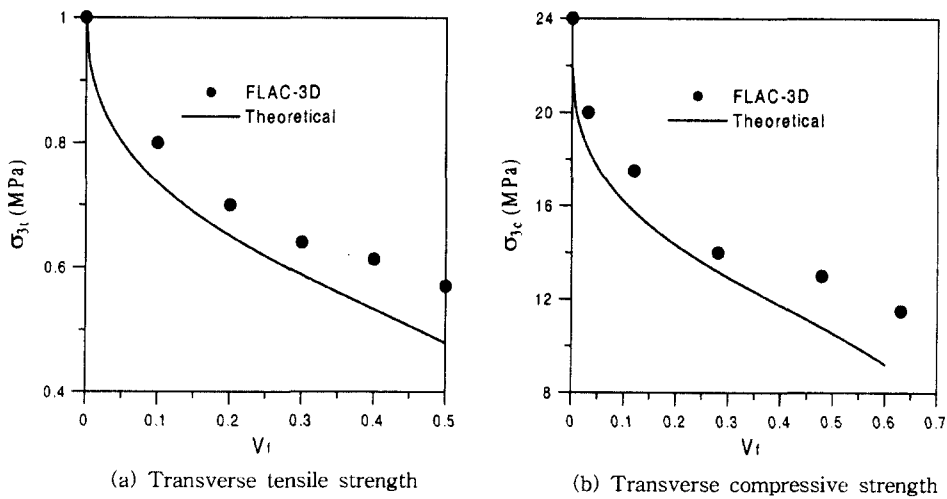 1
0.8
0.6
0.4
σ3t (MPa)
FLAC-3D
Theoretical
0 0.1 0.2 0.3 0.4 0.5
Vf
(a) Transverse tensile strength
24
20
16
12
8
σ3c (MPa)
FLAC-3D
Theoretical
0 0.1 0.2 0.3 0.4 0.5 0.6 0.7
Vf
(b) Transverse compressive strength